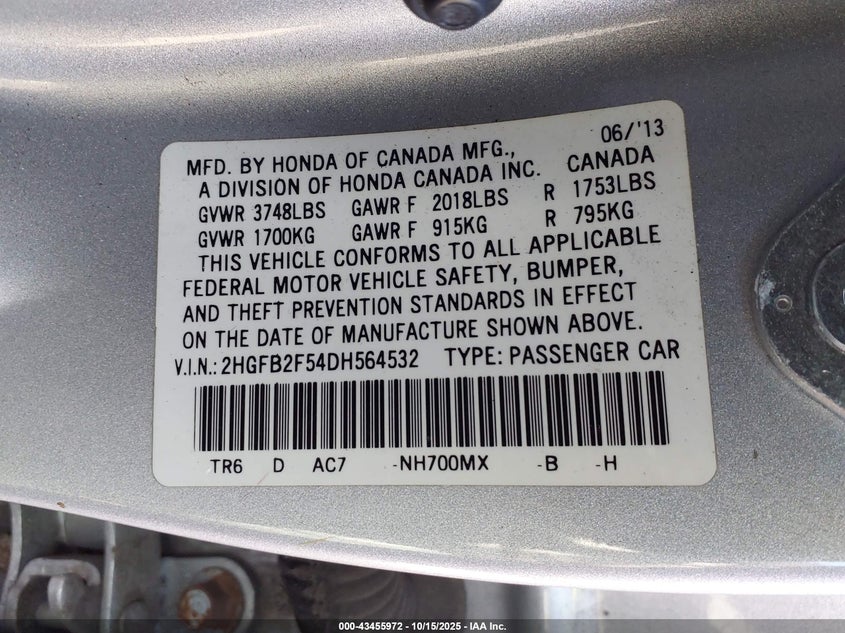 06/'13
MFD. BY HONDA OF CANADA MFG.,
A DIVISION OF HONDA CANADA INC. CANADA
GVWR 3748LBS GAWR F 2018LBS R 1753LBS
GVWR 1700KG GAWR F 915KG R 795KG
THIS VEHICLE CONFORMS TO ALL APPLICABLE
FEDERAL MOTOR VEHICLE SAFETY, BUMPER,
AND THEFT PREVENTION STANDARDS IN EFFECT
ON THE DATE OF MANUFACTURE SHOWN ABOVE.
V.I.N.: 2HGFB2F54DH564532 TYPE: PASSENGER CAR
TR6 D AC7 -NH700MX -B -H
000-43455972 - 10/15/2025 - IAA Inc.